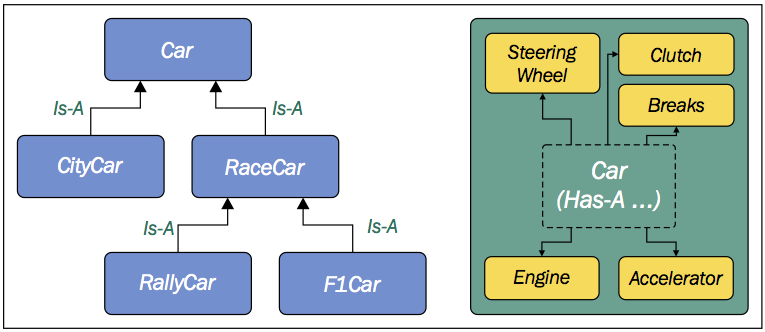 Car
Is-A
Is-A
CityCar
RaceCar
Is-A
Is-A
RallyCar
F1Car
Steering
Wheel
Clutch
Breaks
Car
(Has-A ...)
Engine
Accelerator